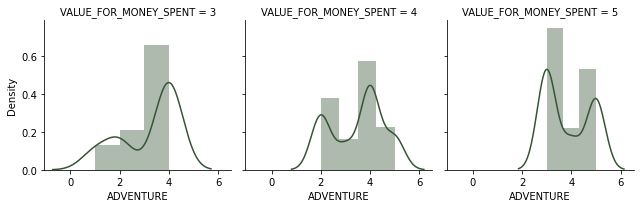 VALUE_FOR_MONEY_SPENT = 3 VALUE_FOR_MONEY_SPENT = 4 VALUE_FOR_MONEY_SPENT = 5
Density
0.6
0.4
0.2
0.0
0 2 4 6 0 2 4 6 0 2 4 6
ADVENTURE ADVENTURE ADVENTURE